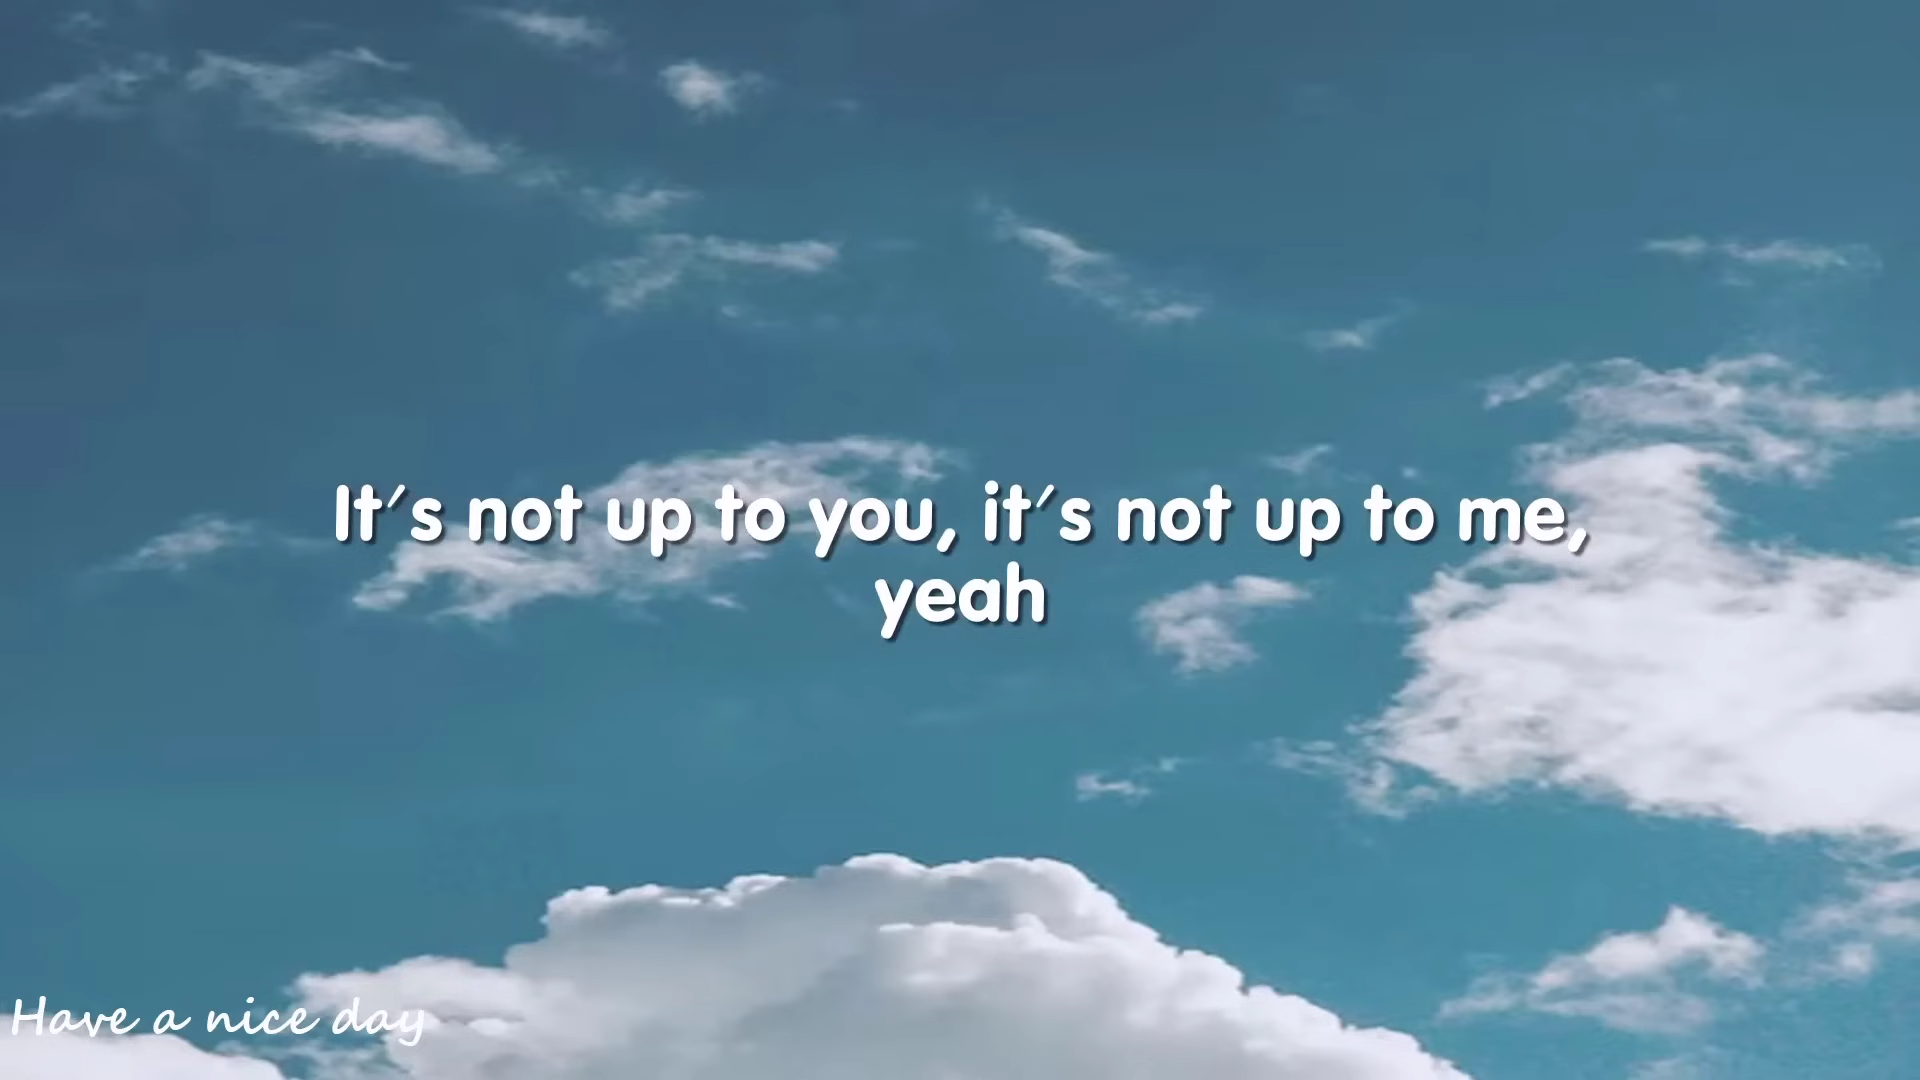 It's not up to you, it's not up to me,
yeah
Have a nice day